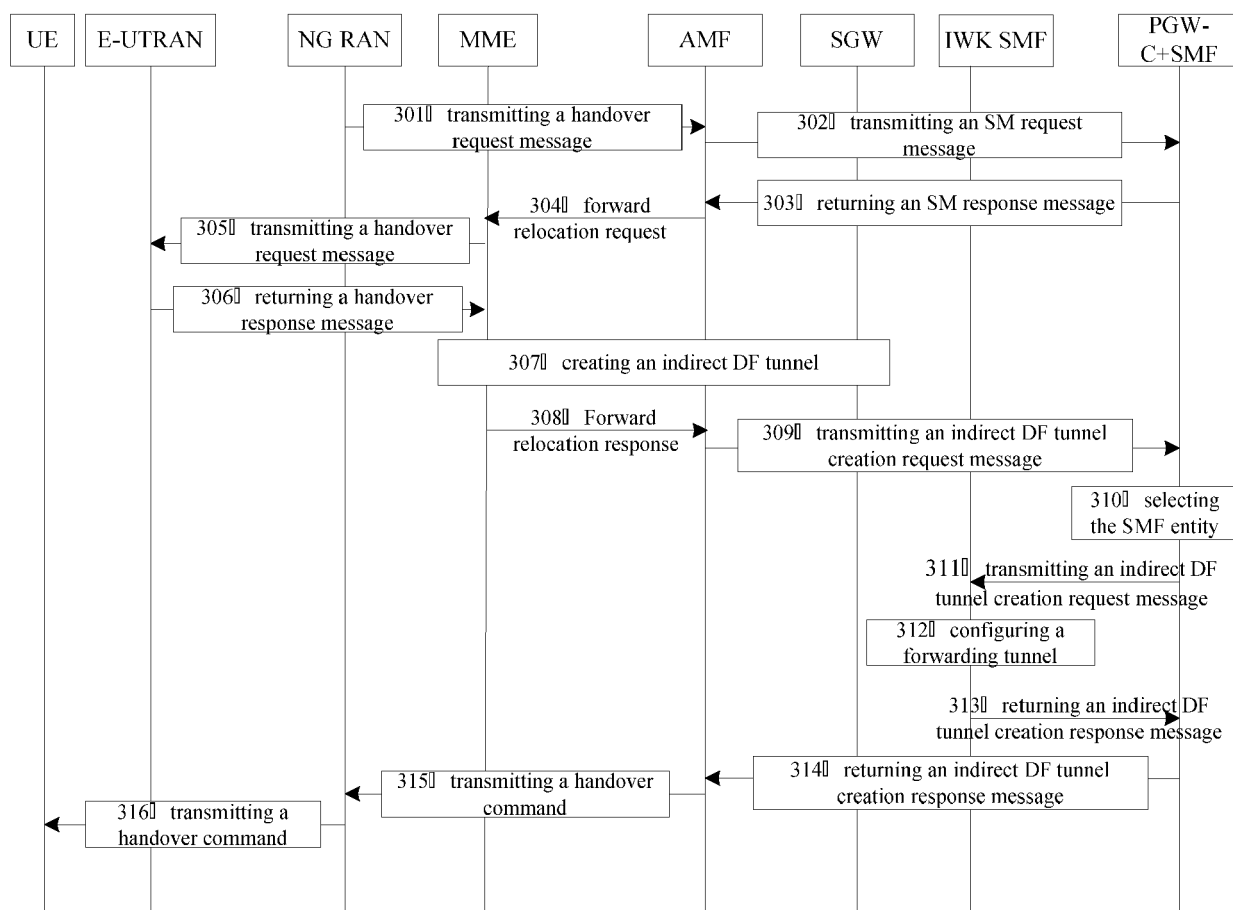 UE
E-UTRAN
NG RAN
MME
AMF
SGW
IWK SMF
PGW-
C+SMF
301 transmitting a handover
request message
302 transmitting an SM request
message
303 returning an SM response message
304 forward
relocation request
305 transmitting a handover
request message
306 returning a handover
response message
307 creating an indirect DF tunnel
308 Forward
relocation response
309 transmitting an indirect DF tunnel
creation request message
310 selecting
the SMF entity
311 transmitting an indirect DF
tunnel creation request message
312 configuring a
forwarding tunnel
313 returning an indirect DF
tunnel creation response message
314 returning an indirect DF tunnel
creation response message
315 transmitting a handover
command
316 transmitting a
handover command